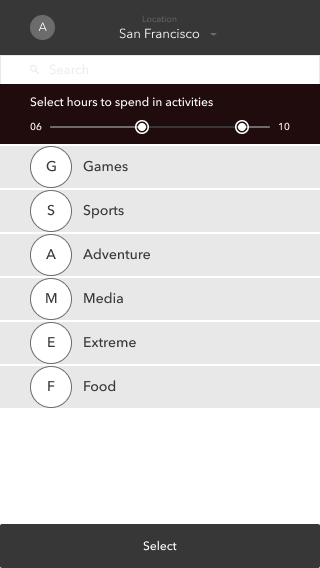 Location
A
San Francisco
Search
Select hours to spend in activities
06
10
G Games
S Sports
A Adventure
M Media
E Extreme
F Food
Select